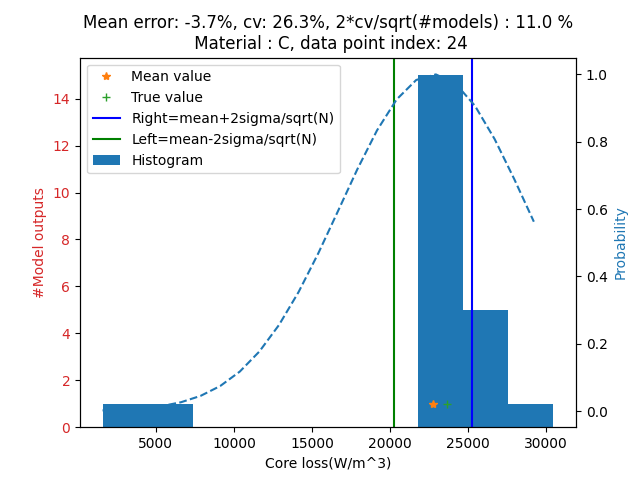 Mean error: -3.7%, cv: 26.3%, 2*cv/sqrt(#models) : 11.0 %
Material : C, data point index: 24
Mean value
True value
Right=mean+2sigma/sqrt(N)
Left=mean-2sigma/sqrt(N)
Histogram
#Model outputs
14
12
10
8
6
4
2
0
1.0
0.8
0.6
0.4
0.2
0.0
Probability
5000 10000 15000 20000 25000 30000
Core loss(W/m^3)